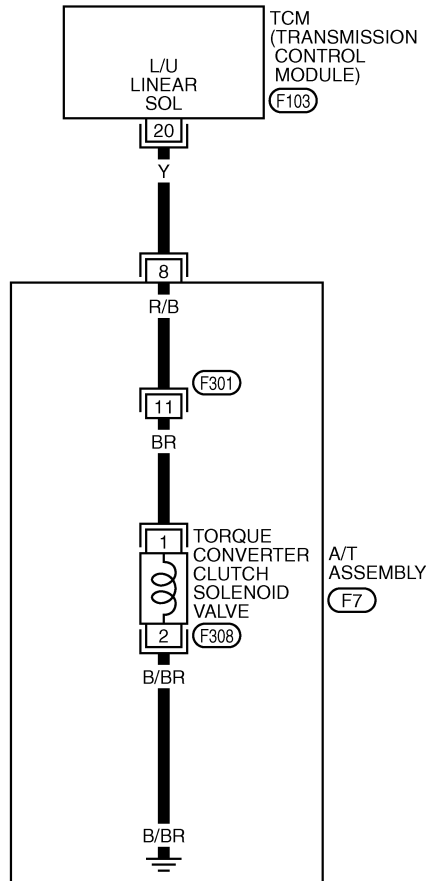 TCM
(TRANSMISSION
CONTROL
MODULE)
F103
L/U
LINEAR
SOL
20
Y
8
R/B
F301
11
BR
1
TORQUE
CONVERTER
CLUTCH
SOLENOID
VALVE
2
F308
A/T
ASSEMBLY
F7
B/BR
B/BR